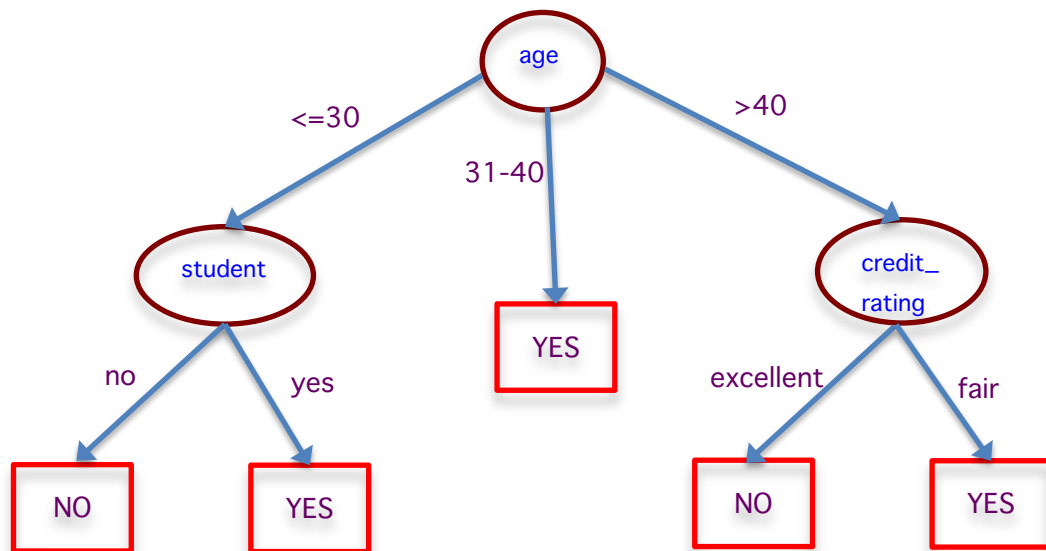 age
<=30
>40
31-40
student
credit_
rating
YES
no
yes
excellent
fair
NO
YES
NO
YES